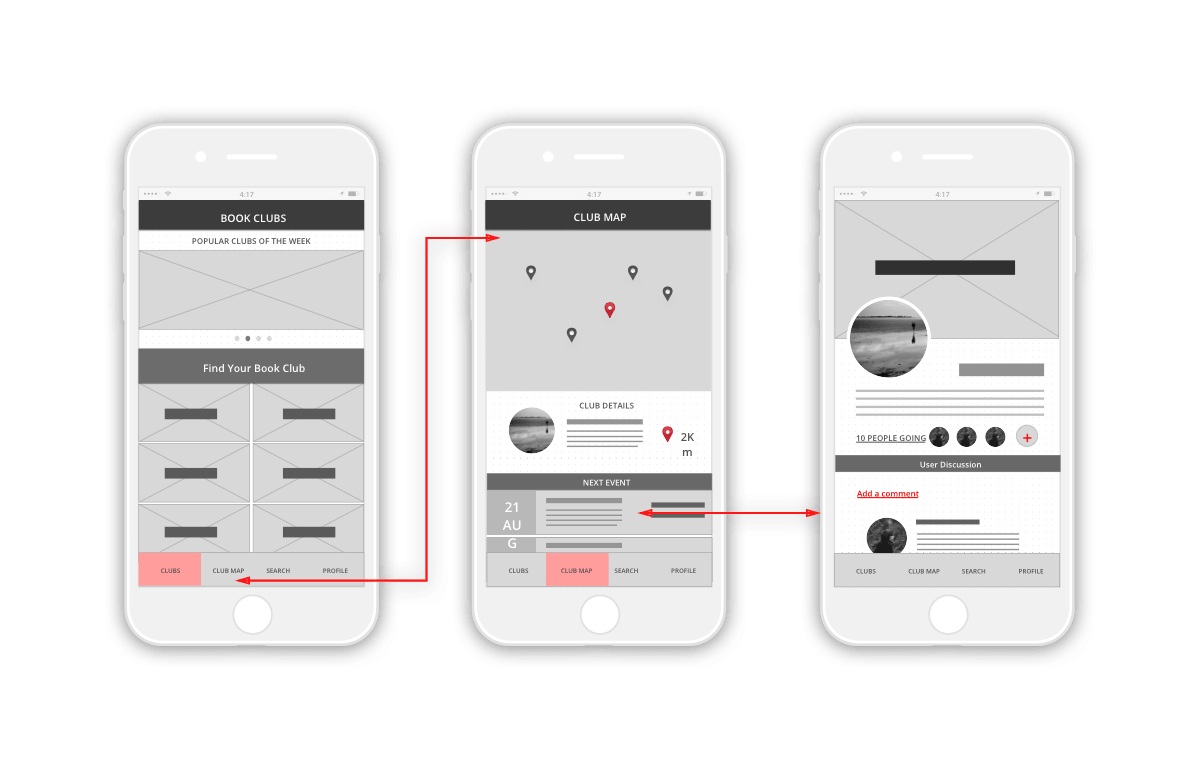 4:17
BOOK CLUBS
POPULAR CLUBS OF THE WEEK
Find Your Book Club
CLUBS
CLUB MAP
SEARCH
PROFILE
4:17
CLUB MAP
CLUB DETAILS
2K
m
NEXT EVENT
21
AU
G
CLUBS
CLUB MAP
SEARCH
PROFILE
4:17
10 PEOPLE GOING
+
User Discussion
Add a comment
CLUBS
CLUB MAP
SEARCH
PROFILE